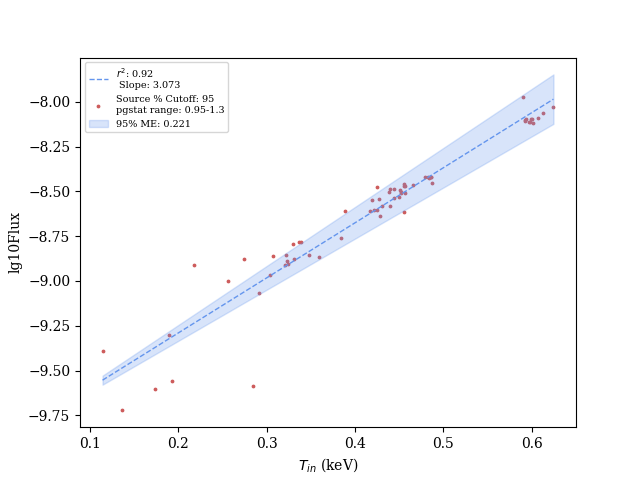 r²: 0.92
Slope: 3.073
Source % Cutoff: 95
pgstat range: 0.95-1.3
95% ME: 0.221
lg10Flux
−8.00
−8.25
−8.50
−8.75
−9.00
−9.25
−9.50
−9.75
0.1 0.2 0.3 0.4 0.5 0.6
T_in (keV)